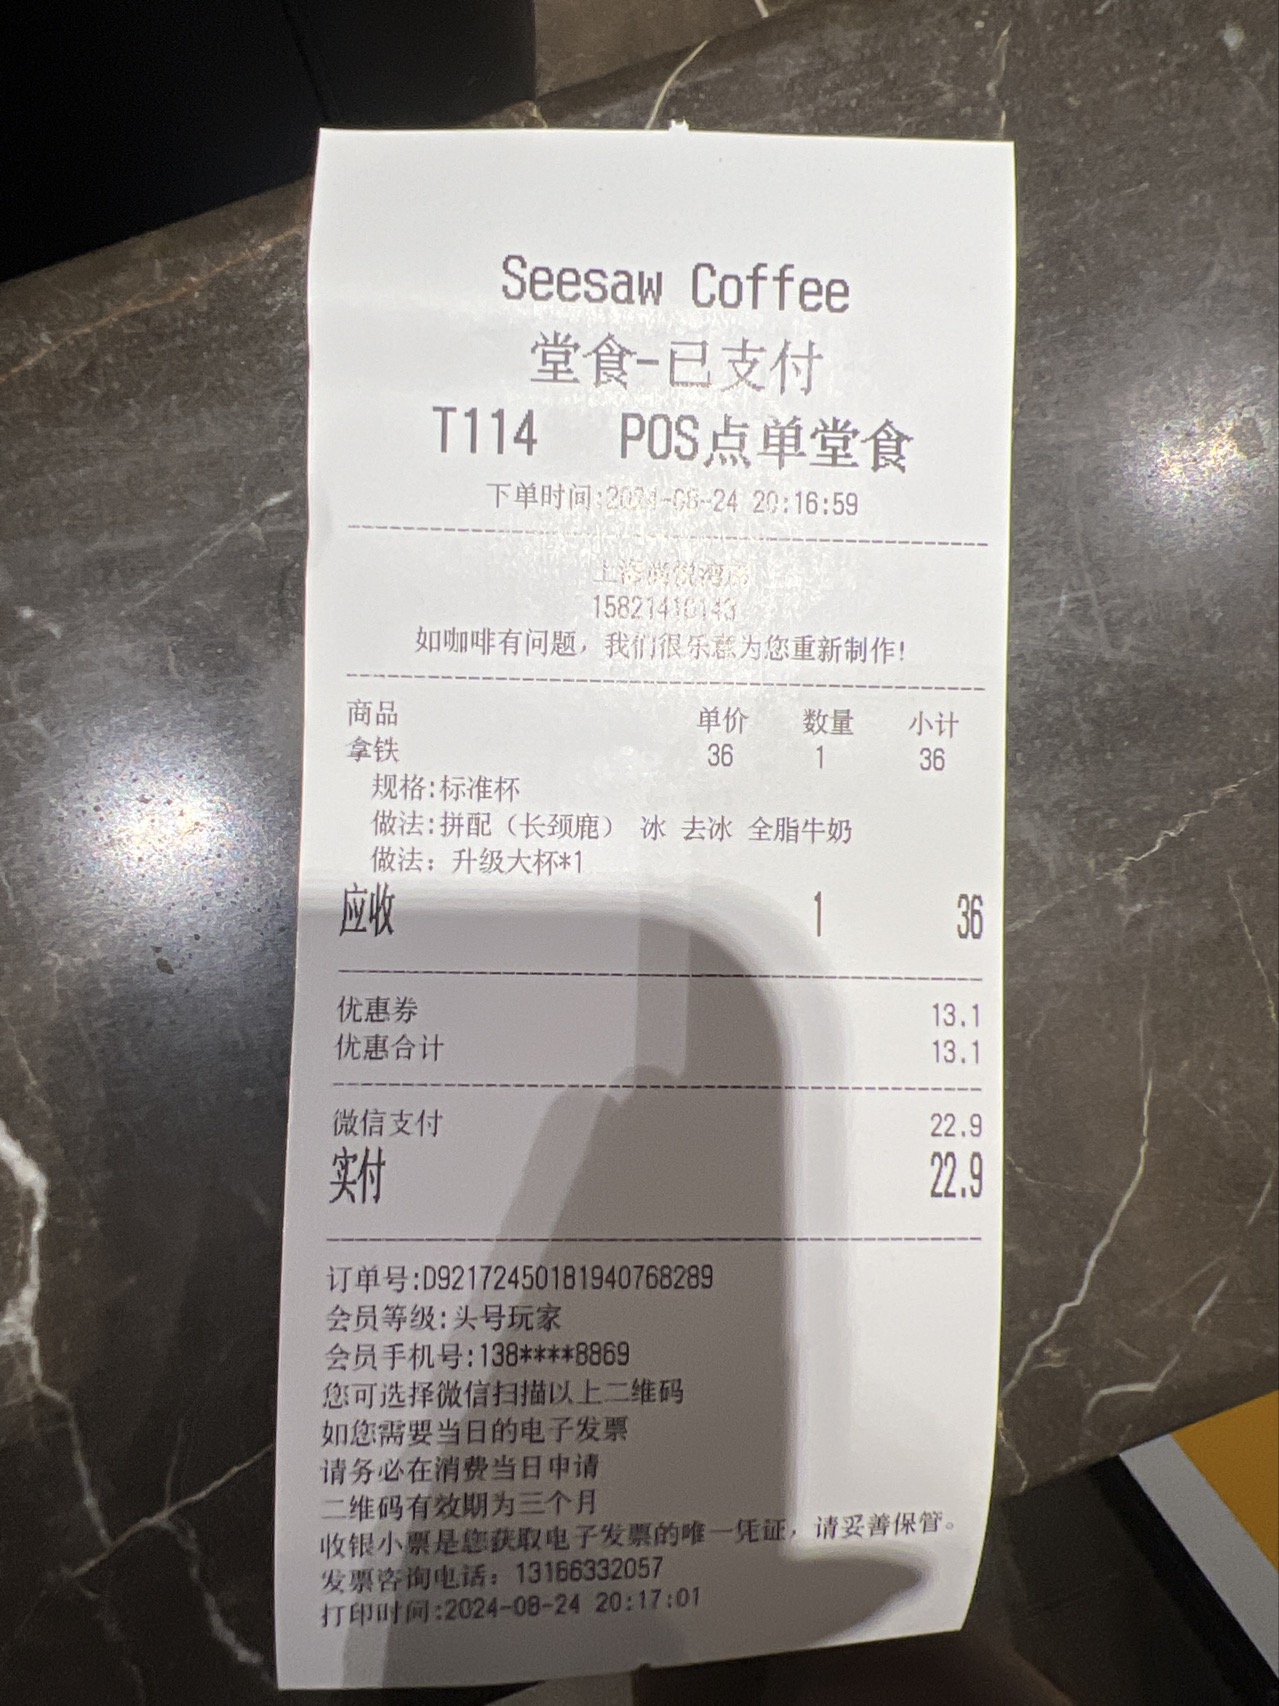 Seesaw Coffee
堂食-已支付
T114 POS点单堂食
下单时间:2024-08-24 20:16:59
上海
15821410143
如咖啡有问题，我们很乐意为您重新制作!
商品 单价 数量 小计
拿铁 36 1 36
规格:标准杯
做法:拼配（长颈鹿） 冰 去冰 全脂牛奶
做法：升级大杯*1
应收 1 36
优惠券 13.1
优惠合计 13.1
微信支付 22.9
实付 22.9
订单号:D921724501819407​68289
会员等级:头号玩家
会员手机号:138****8869
您可选择微信扫描以上二维码
如您需要当日的电子发票
请务必在消费当日申请
二维码有效期为三个月
收银小票是您获取电子发票的唯一凭证，请妥善保管。
发票咨询电话：13166332057
打印时间:2024-08-24 20:17:01